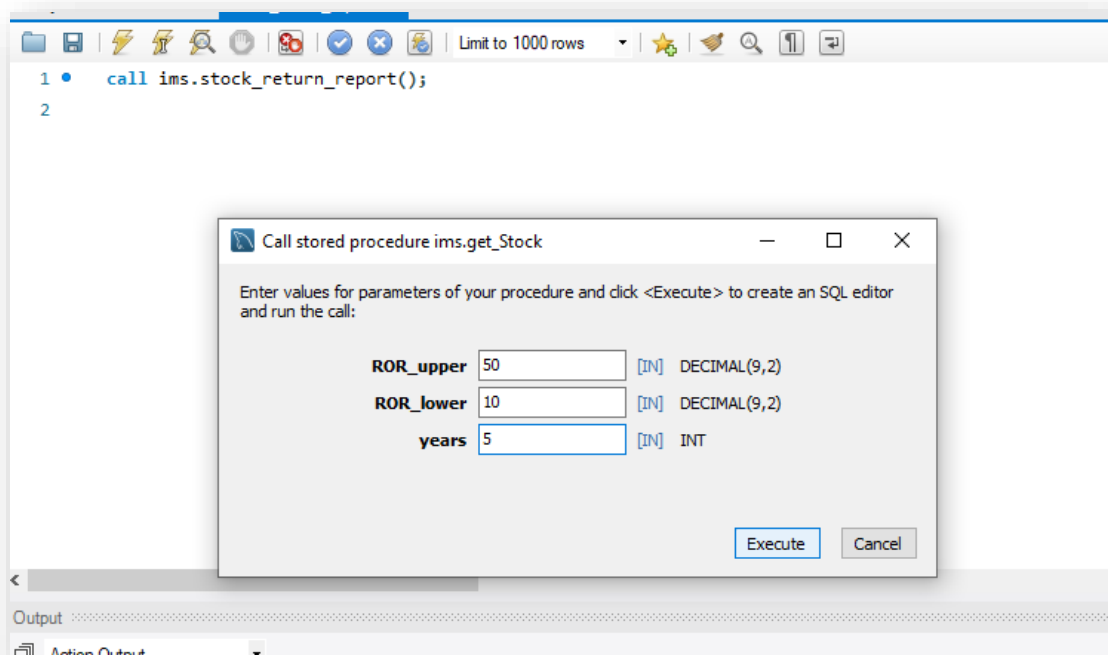 Limit to 1000 rows
1 call ims.stock_return_report();
2
Call stored procedure ims.get_Stock
Enter values for parameters of your procedure and click <Execute> to create an SQL editor
and run the call:
ROR_upper 50 [IN] DECIMAL(9,2)
ROR_lower 10 [IN] DECIMAL(9,2)
years 5 [IN] INT
Execute Cancel
Output
Action Output